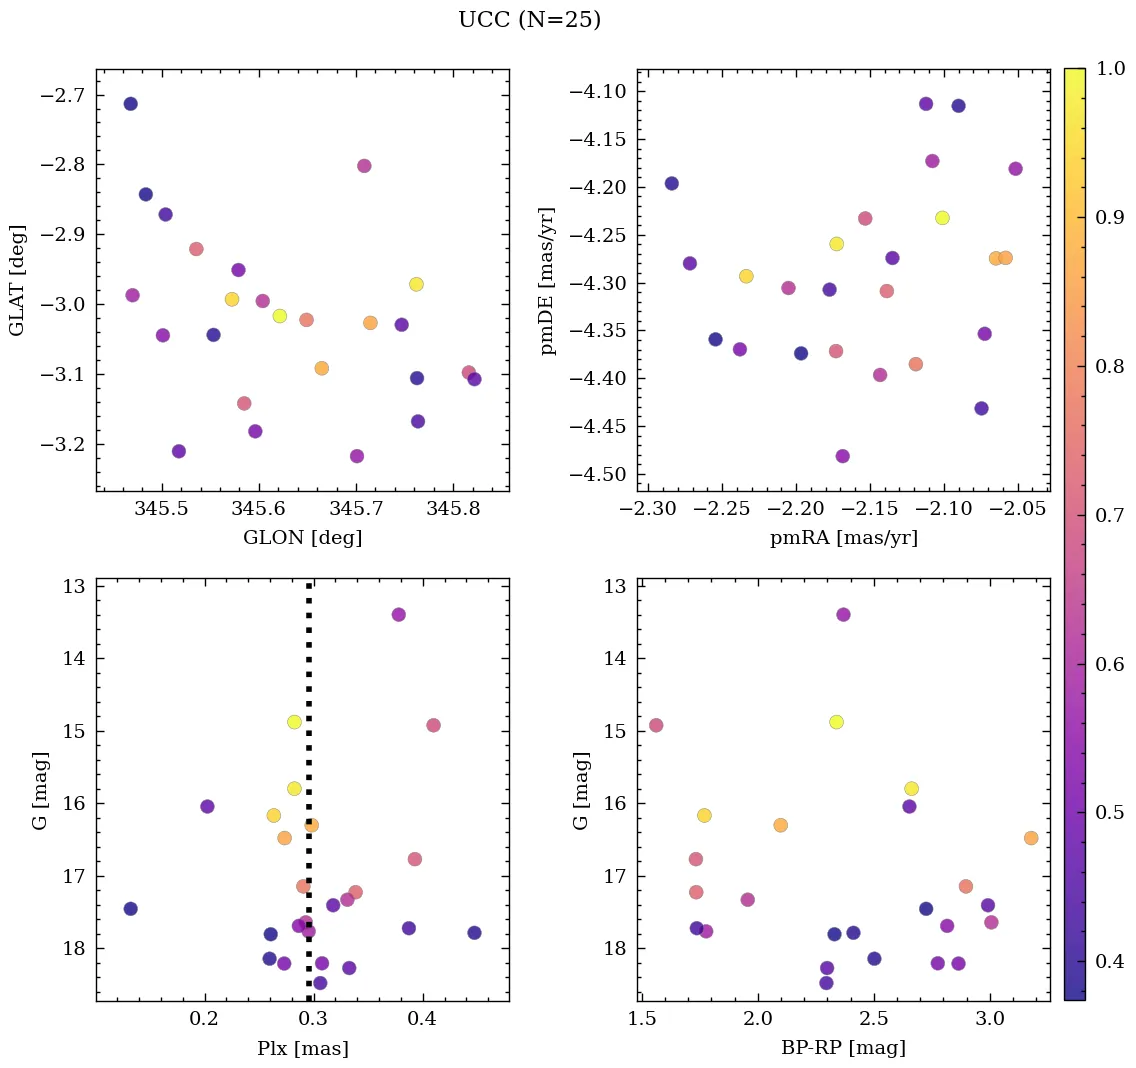 UCC (N=25)
−2.7
−2.8
−2.9
−3.0
−3.1
−3.2
GLAT [deg]
345.5 345.6 345.7 345.8
GLON [deg]
−4.10
−4.15
−4.20
−4.25
−4.30
−4.35
−4.40
−4.45
−4.50
pmDE [mas/yr]
−2.30 −2.25 −2.20 −2.15 −2.10 −2.05
pmRA [mas/yr]
13
14
15
16
17
18
G [mag]
0.2 0.3 0.4
Plx [mas]
13
14
15
16
17
18
G [mag]
1.5 2.0 2.5 3.0
BP-RP [mag]
1.0
0.9
0.8
0.7
0.6
0.5
0.4